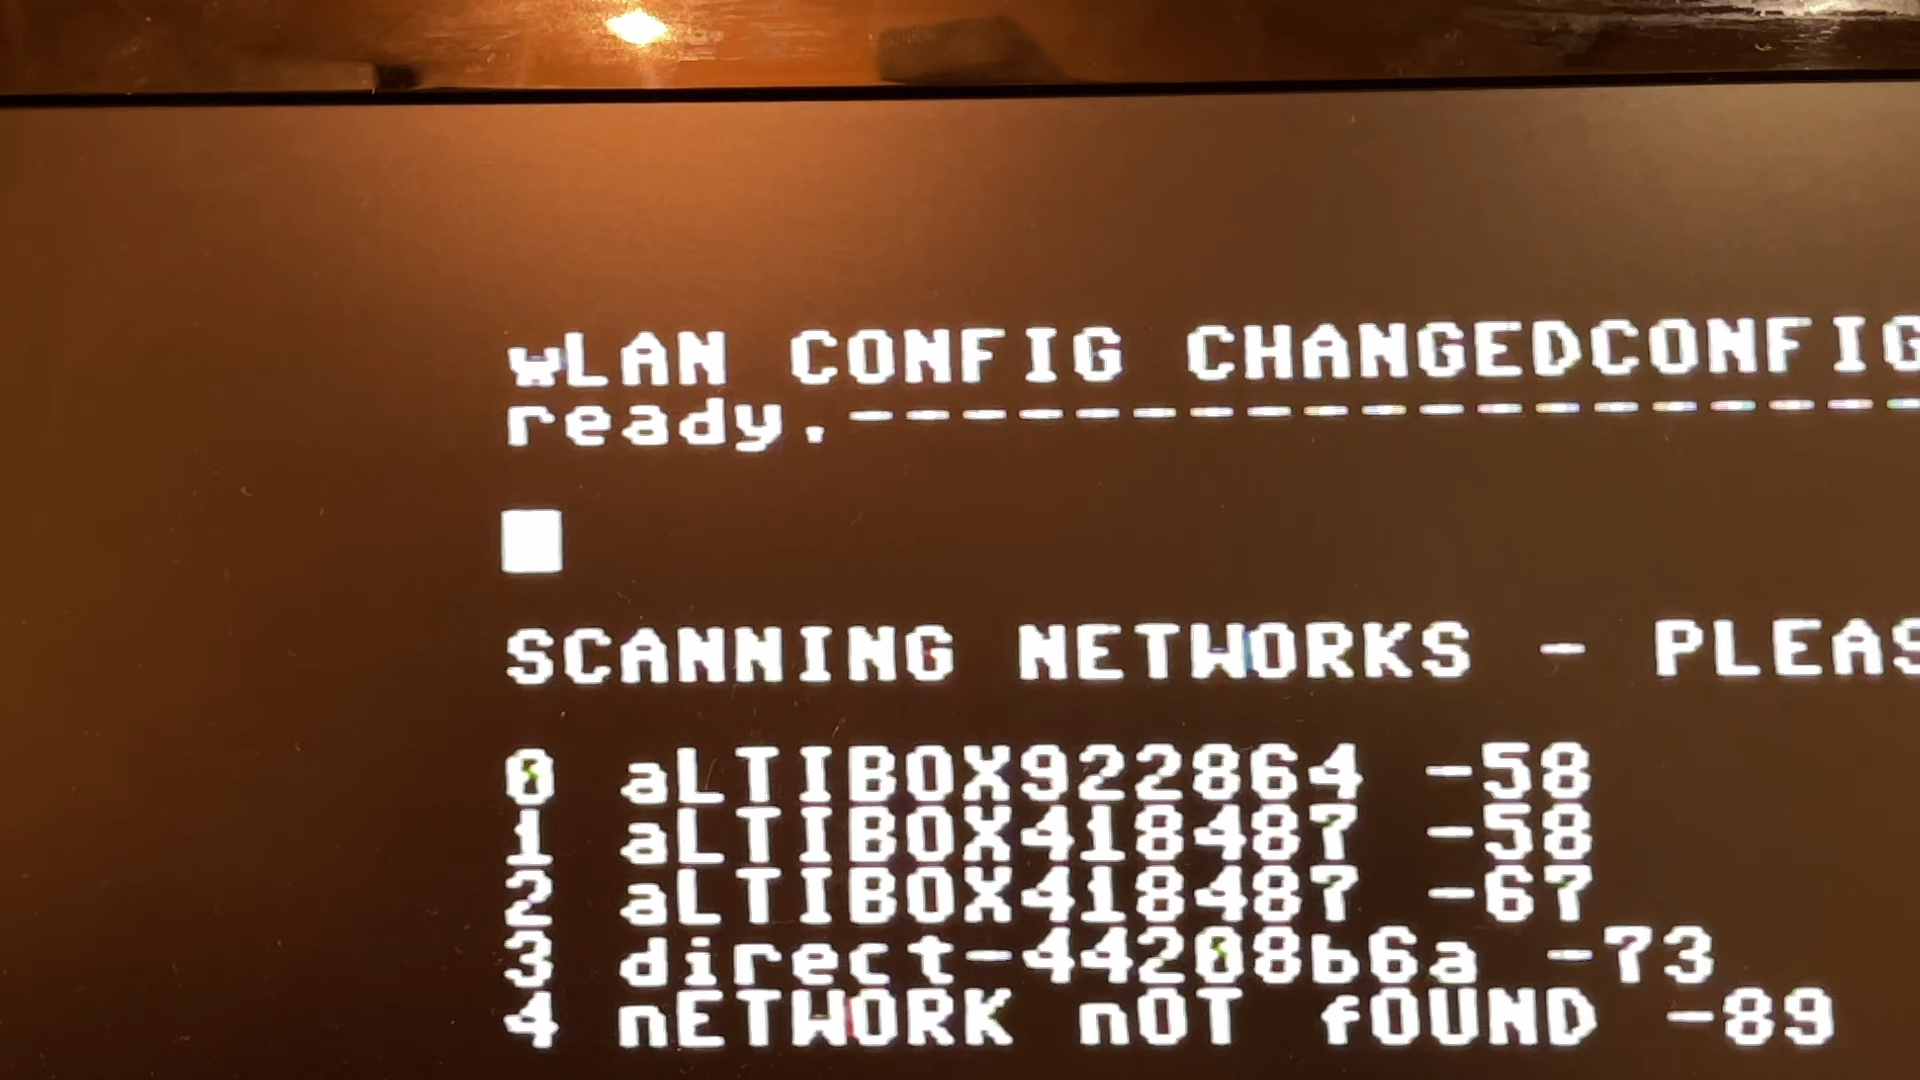 wLAN CONFIG CHANGEDCONFIG
ready.------------------
SCANNING NETWORKS - PLEAS
0 aLTIBOX922864 -58
1 aLTIBOX418487 -58
2 aLTIBOX418487 -67
3 direct-44208b6a -73
4 nETWORK nOT fOUND -89